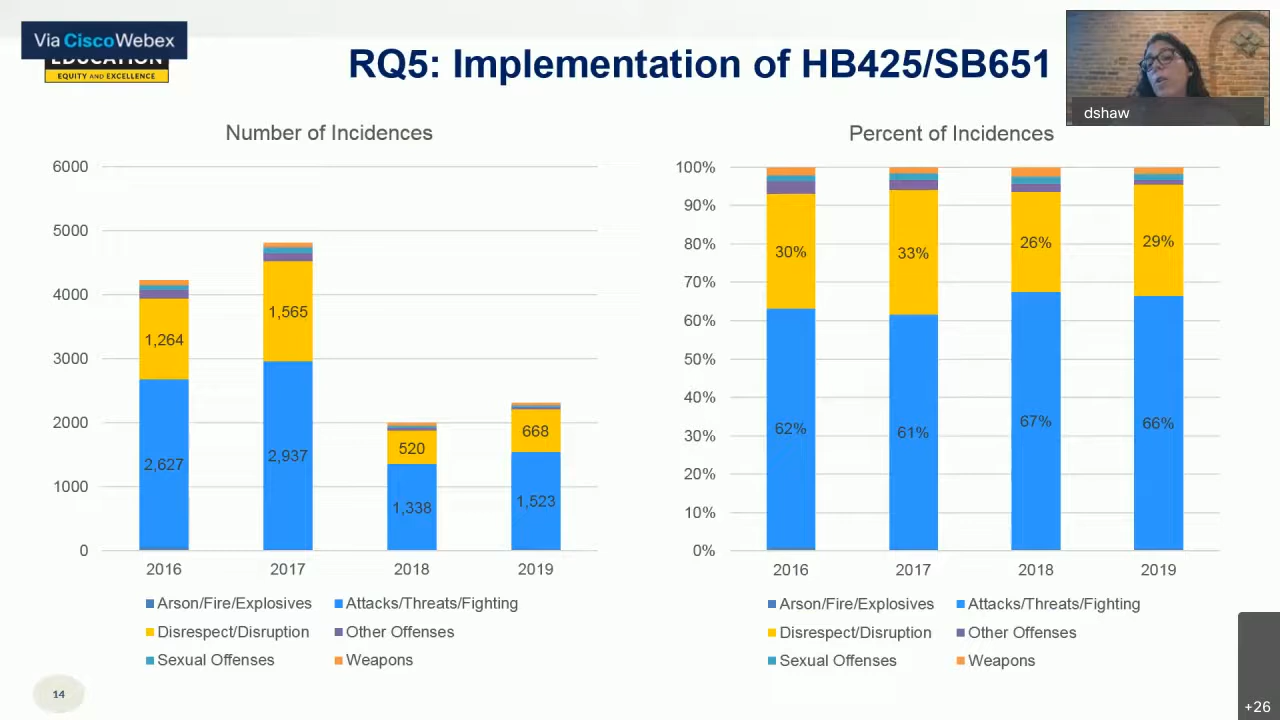 Via Cisco Webex
EDUCATION
EQUITY AND EXCELLENCE
RQ5: Implementation of HB425/SB651
dshaw
Number of Incidences
6000
5000
4000
3000
2000
1000
0
1,264
2,627
1,565
2,937
520
1,338
668
1,523
2016 2017 2018 2019
Arson/Fire/Explosives Attacks/Threats/Fighting
Disrespect/Disruption Other Offenses
Sexual Offenses Weapons
Percent of Incidences
100%
90%
80%
70%
60%
50%
40%
30%
20%
10%
0%
30%
62%
33%
61%
26%
67%
29%
66%
2016 2017 2018 2019
Arson/Fire/Explosives Attacks/Threats/Fighting
Disrespect/Disruption Other Offenses
Sexual Offenses Weapons
14
+26